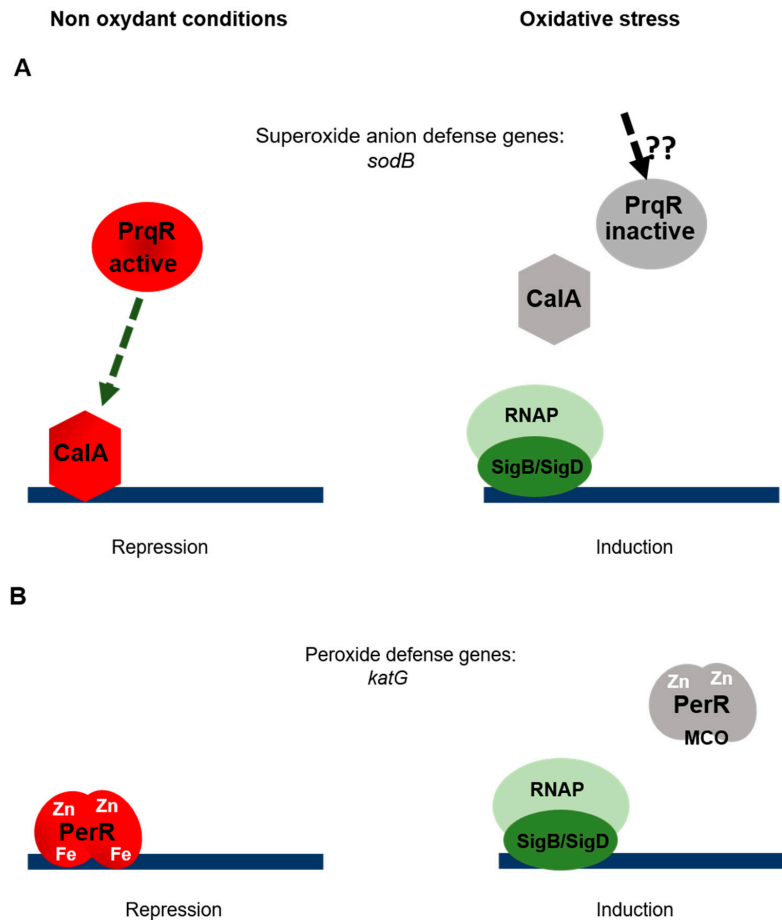 Non oxydant conditions
Oxidative stress
A
Superoxide anion defense genes:
sodB
??
PrqR
active
PrqR
inactive
CalA
CalA
RNAP
SigB/SigD
Repression
Induction
B
Peroxide defense genes:
katG
Zn Zn
PerR
MCO
RNAP
SigB/SigD
Zn Zn
PerR
Fe Fe
Repression
Induction